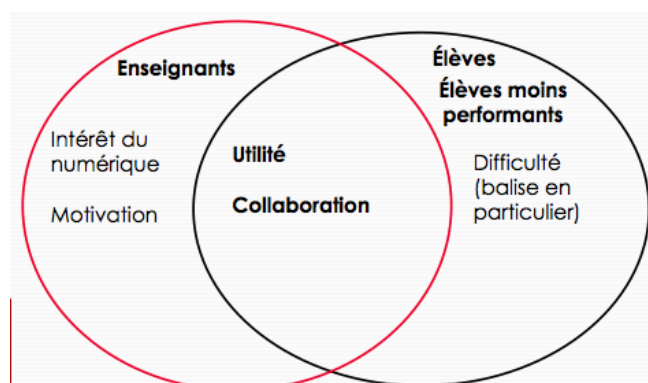 Enseignants
Intérêt du
numérique
Motivation
Utilité
Collaboration
Élèves
Élèves moins
performants
Difficulté
(balise en
particulier)